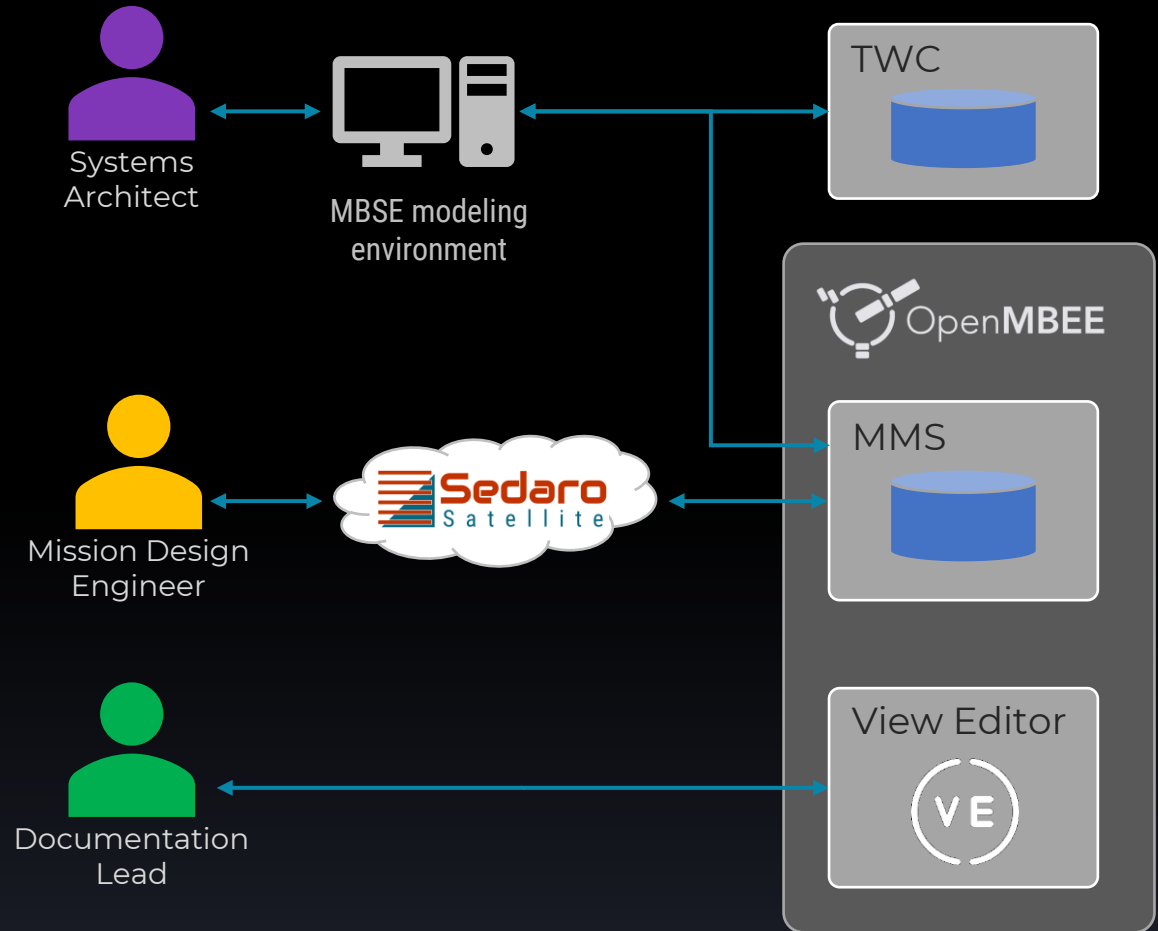 Systems
Architect
MBSE modeling
environment
TWC
OpenMBEE
MMS
Mission Design
Engineer
Sedaro
Satellite
Documentation
Lead
View Editor
VE